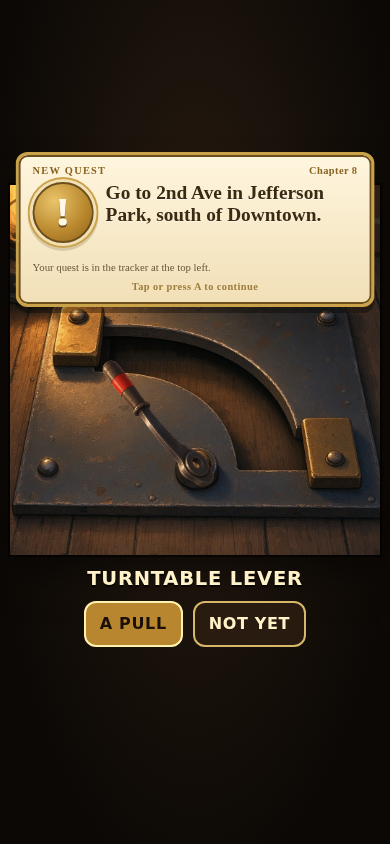 NEW QUEST
Chapter 8
!
Go to 2nd Ave in Jefferson
Park, south of Downtown.
Your quest is in the tracker at the top left.
Tap or press A to continue
TURNTABLE LEVER
A PULL
NOT YET